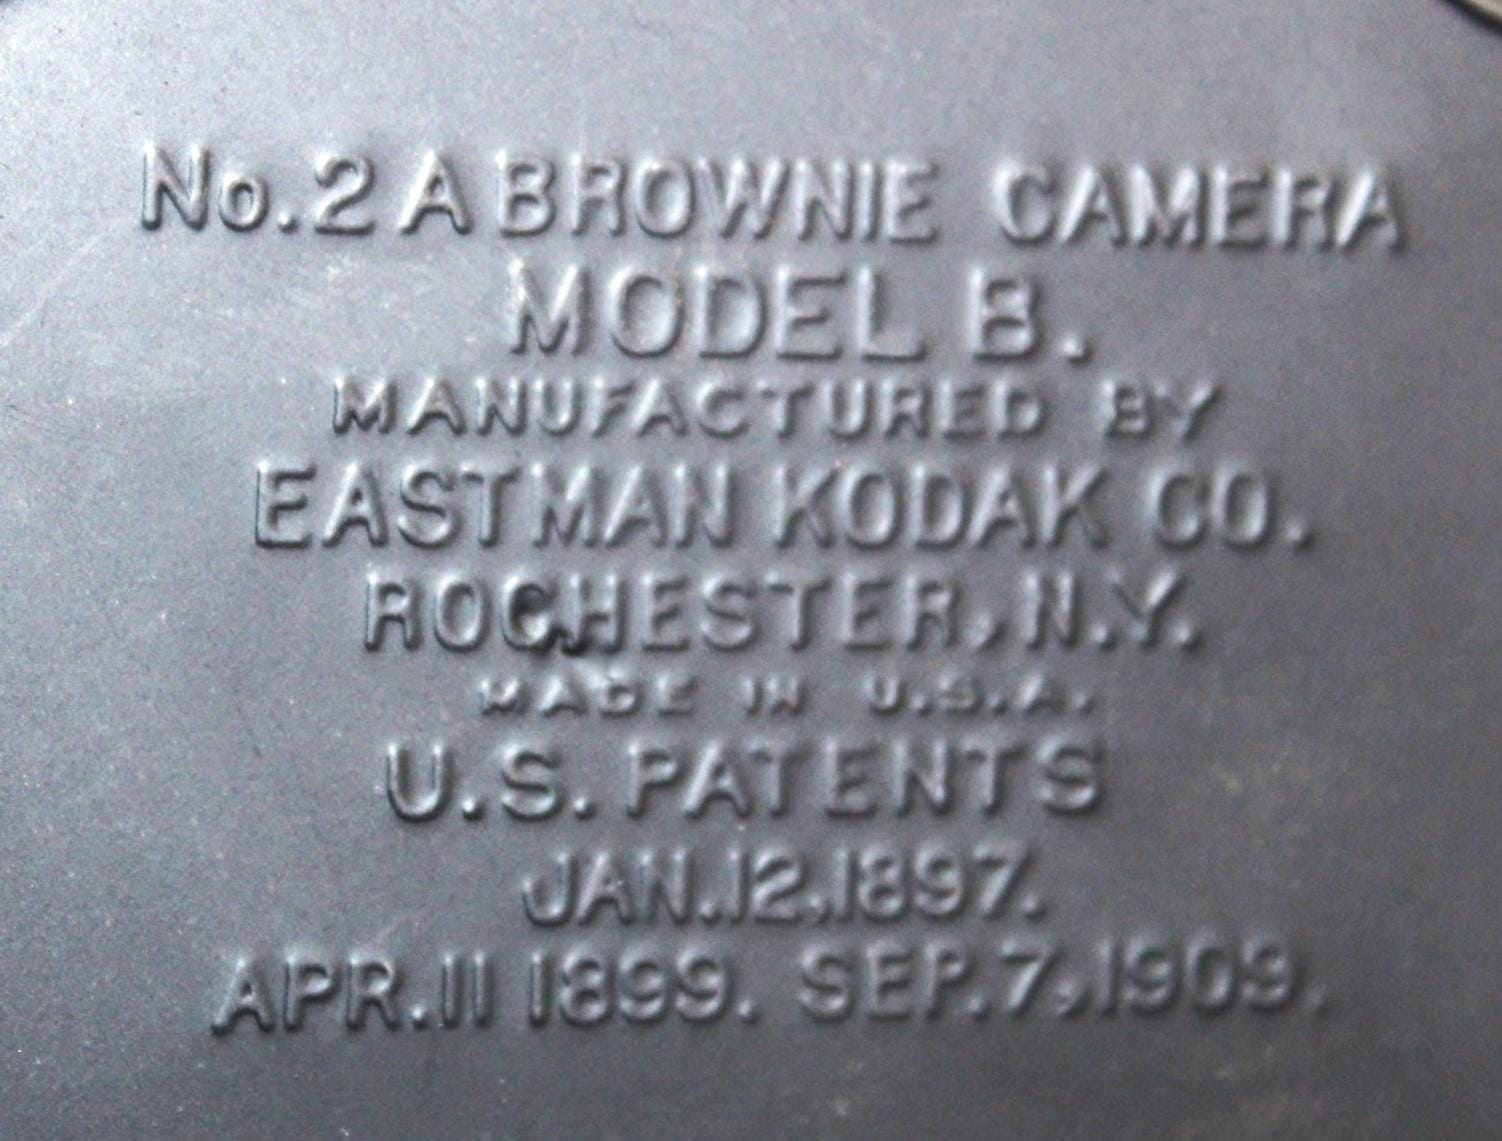 No. 2 A BROWNIE CAMERA
MODEL B.
MANUFACTURED BY
EASTMAN KODAK CO.
ROCHESTER, N.Y.
MADE IN U.S.A.
U.S. PATENTS
JAN. 12, 1897.
APR. 11 1899. SEP. 7, 1909.